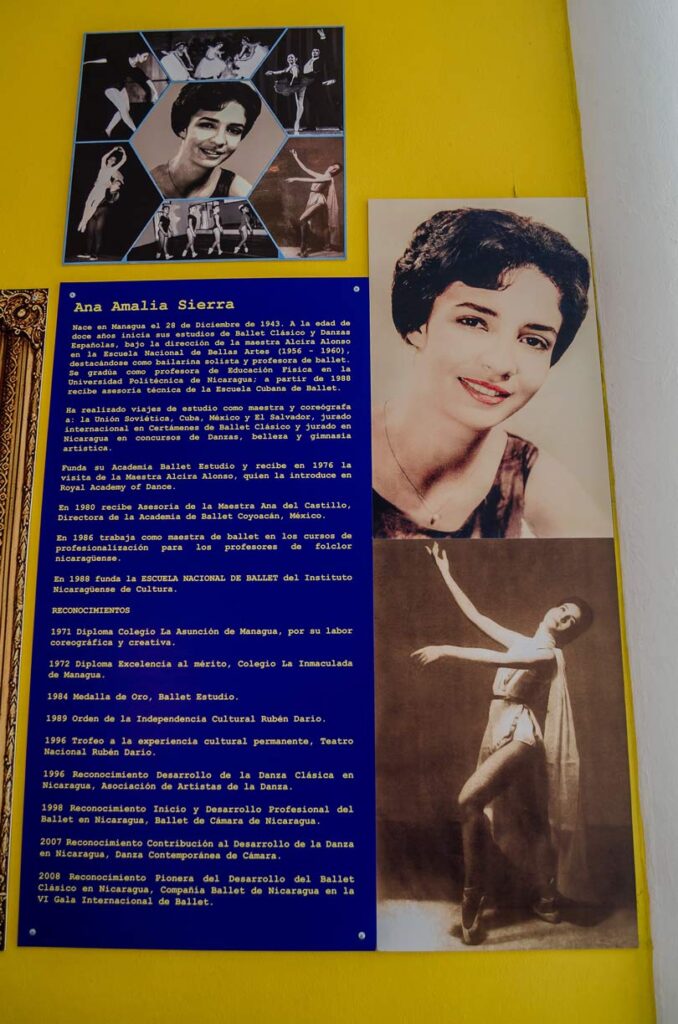 Ana Amalia Sierra
Nace en Managua el 28 de Diciembre de 1943. A la edad de
doce años inicia sus estudios de Ballet Clásico y Danzas
Españolas, bajo la dirección de la maestra Alcira Alonso
en la Escuela Nacional de Bellas Artes (1956 - 1960),
destacándose como bailarina solista y profesora de ballet.
Se gradúa como profesora de Educación Física en la
Universidad Politécnica de Nicaragua; a partir de 1988
recibe asesoría técnica de la Escuela Cubana de Ballet.
Ha realizado viajes de estudio como maestra y coreógrafa
a: la Unión Soviética, Cuba, México y El Salvador, jurado
internacional en Certámenes de Ballet Clásico y jurado en
Nicaragua en concursos de Danzas, belleza y gimnasia
artística.
Funda su Academia Ballet Estudio y recibe en 1976 la
visita de la Maestra Alcira Alonso, quien la introduce en
Royal Academy of Dance.
En 1980 recibe Asesoría de la Maestra Ana del Castillo,
Directora de la Academia de Ballet Coyoacán, México.
En 1986 trabaja como maestra de ballet en los cursos de
profesionalización para los profesores de folclor
nicaragüense.
En 1988 funda la ESCUELA NACIONAL DE BALLET del Instituto
Nicaragüense de Cultura.
RECONOCIMIENTOS
1971 Diploma Colegio La Asunción de Managua, por su labor
coreográfica y creativa.
1972 Diploma Excelencia al mérito, Colegio La Inmaculada
de Managua.
1984 Medalla de Oro, Ballet Estudio.
1989 Orden de la Independencia Cultural Rubén Darío.
1996 Trofeo a la experiencia cultural permanente, Teatro
Nacional Rubén Darío.
1996 Reconocimiento Desarrollo de la Danza Clásica en
Nicaragua, Asociación de Artistas de la Danza.
1998 Reconocimiento Inicio y Desarrollo Profesional del
Ballet en Nicaragua, Ballet de Cámara de Nicaragua.
2007 Reconocimiento Contribución al Desarrollo de la Danza
en Nicaragua, Danza Contemporánea de Cámara.
2008 Reconocimiento Pionera del Desarrollo del Ballet
Clásico en Nicaragua, Compañía Ballet de Nicaragua en la
VI Gala Internacional de Ballet.